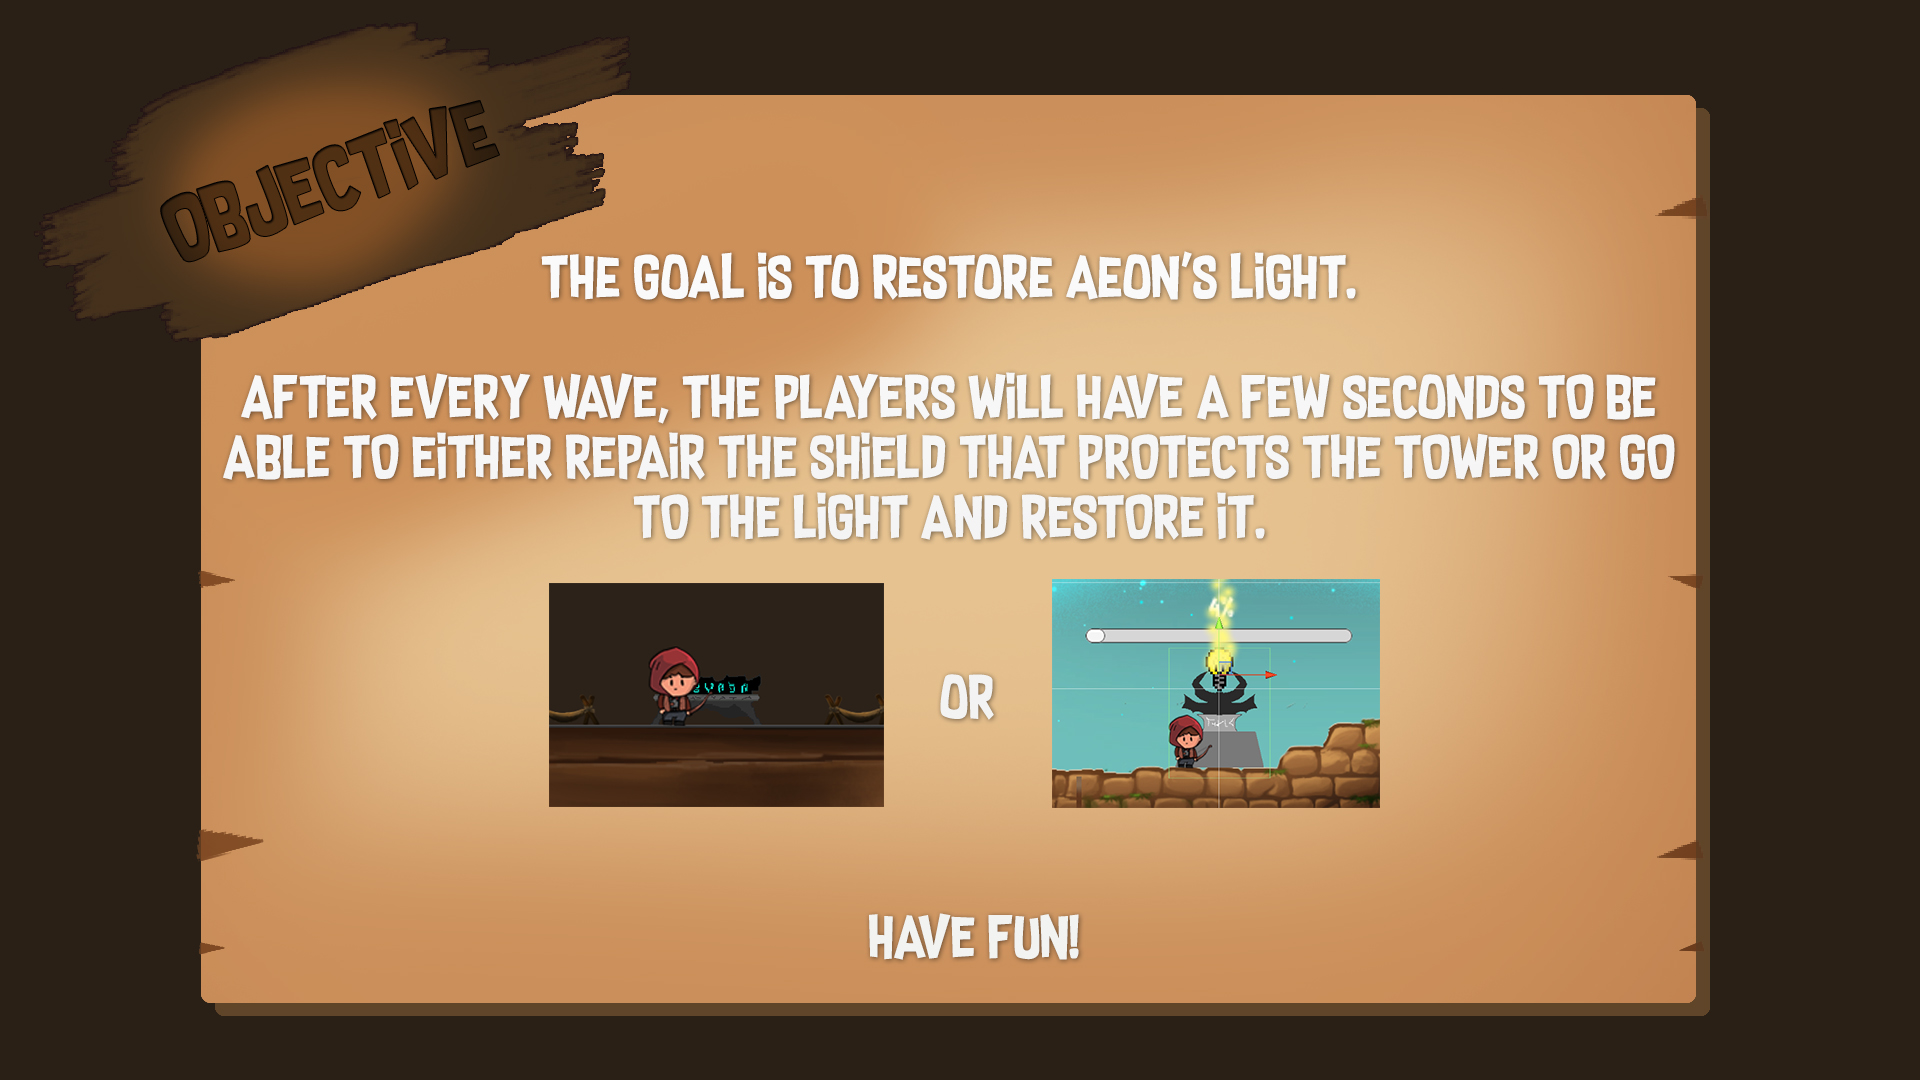 OBJECTIVE
THE GOAL IS TO RESTORE AEON'S LIGHT.
AFTER EVERY WAVE, THE PLAYERS WILL HAVE A FEW SECONDS TO BE
ABLE TO EITHER REPAIR THE SHIELD THAT PROTECTS THE TOWER OR GO
TO THE LIGHT AND RESTORE IT.
4%
OR
HAVE FUN!